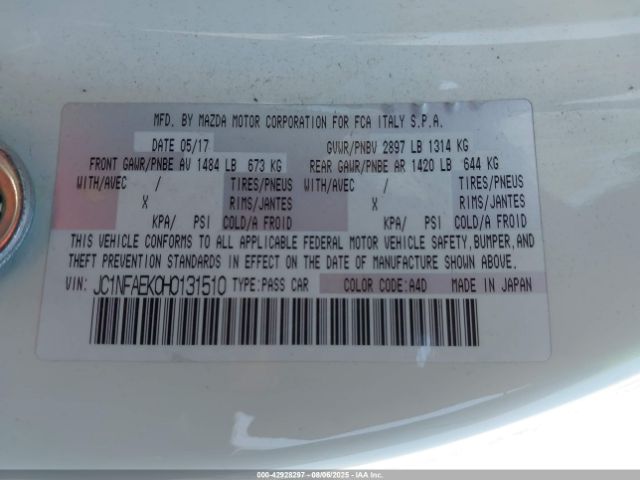 MFD. BY MAZDA MOTOR CORPORATION FOR FCA ITALY S.P.A.
DATE 05/17 GVWR/PNBV 2897 LB 1314 KG
FRONT GAWR/PNBE AV 1484 LB 673 KG REAR GAWR/PNBE AR 1420 LB 644 KG
WITH/AVEC / TIRES/PNEUS WITH/AVEC / TIRES/PNEUS
X RIMS/JANTES X RIMS/JANTES
KPA/ PSI COLD/A FROID KPA/ PSI COLD/A FROID
THIS VEHICLE CONFORMS TO ALL APPLICABLE FEDERAL MOTOR VEHICLE SAFETY, BUMPER, AND
THEFT PREVENTION STANDARDS IN EFFECT ON THE DATE OF MANUFACTURE SHOWN ABOVE.
VIN: JC1NFAEK0H0131510 TYPE:PASS CAR COLOR CODE:A4D MADE IN JAPAN
000-42928297 - 08/06/2025 - IAAI.COM